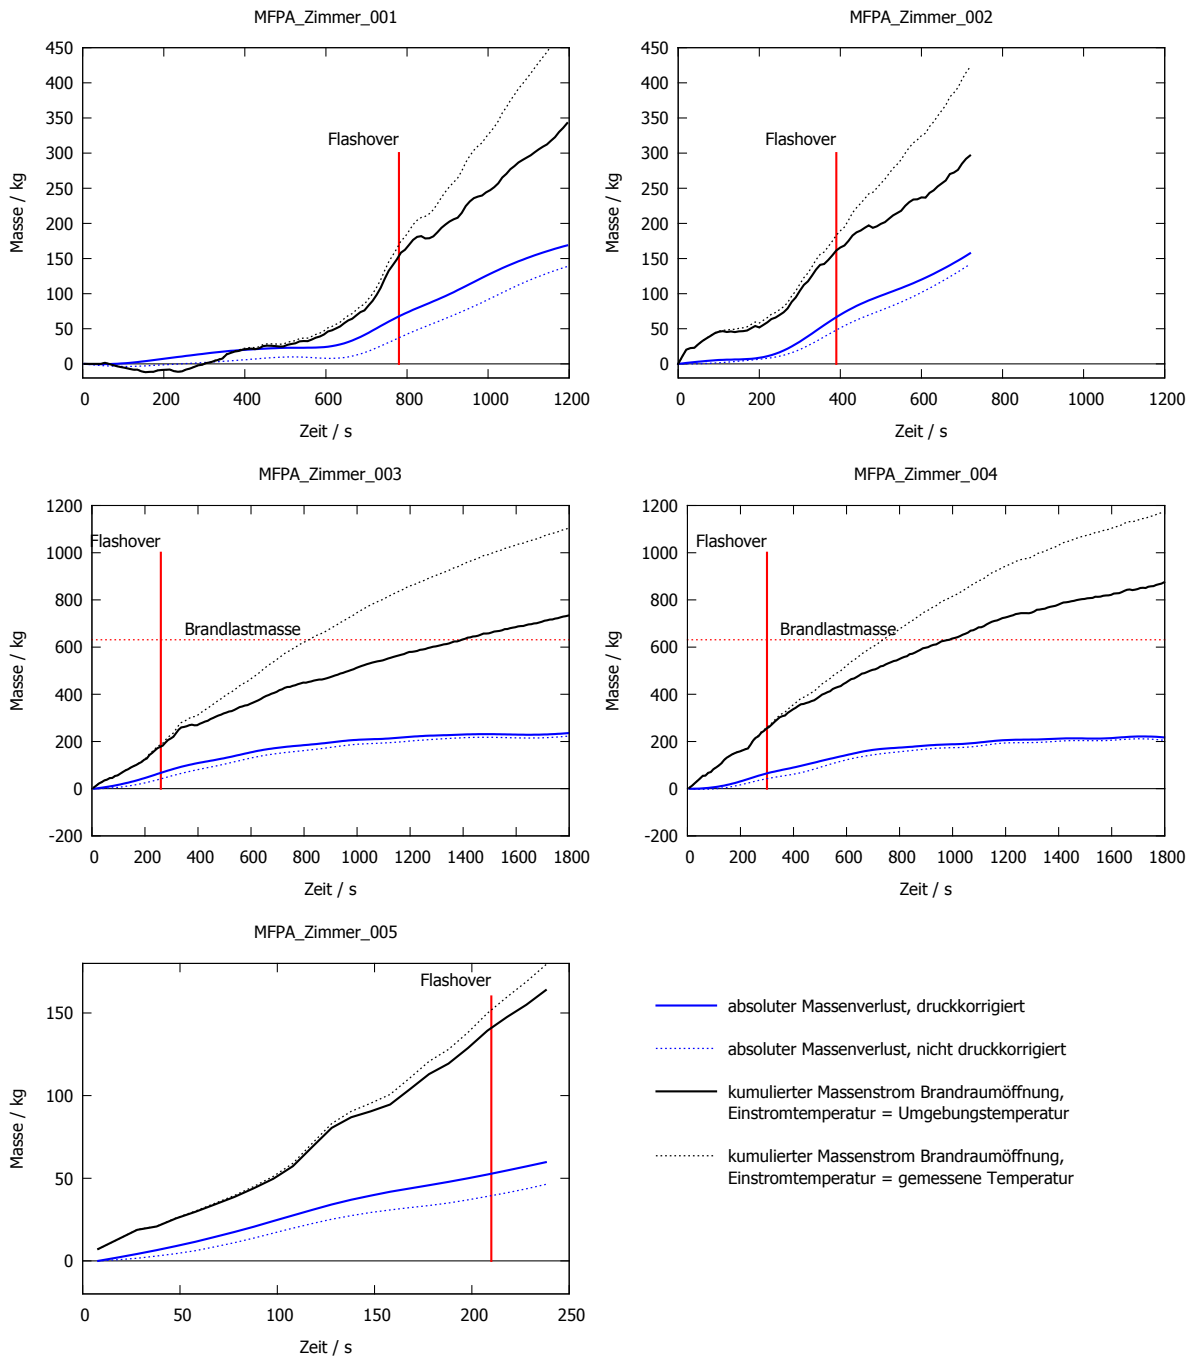 MFPA_Zimmer_001
450
400
350
300
250
200
150
100
50
0
Masse / kg
Flashover
0 200 400 600 800 1000 1200
Zeit / s
MFPA_Zimmer_002
450
400
350
300
250
200
150
100
50
0
Masse / kg
Flashover
0 200 400 600 800 1000 1200
Zeit / s
MFPA_Zimmer_003
1200
1000
800
600
400
200
0
-200
Masse / kg
Flashover
Brandlastmasse
0 200 400 600 800 1000 1200 1400 1600 1800
Zeit / s
MFPA_Zimmer_004
1200
1000
800
600
400
200
0
-200
Masse / kg
Flashover
Brandlastmasse
0 200 400 600 800 1000 1200 1400 1600 1800
Zeit / s
MFPA_Zimmer_005
150
100
50
0
Masse / kg
Flashover
0 50 100 150 200 250
Zeit / s
absoluter Massenverlust, druckkorrigiert
absoluter Massenverlust, nicht druckkorrigiert
kumulierter Massenstrom Brandraumöffnung,
Einstromtemperatur = Umgebungstemperatur
kumulierter Massenstrom Brandraumöffnung,
Einstromtemperatur = gemessene Temperatur